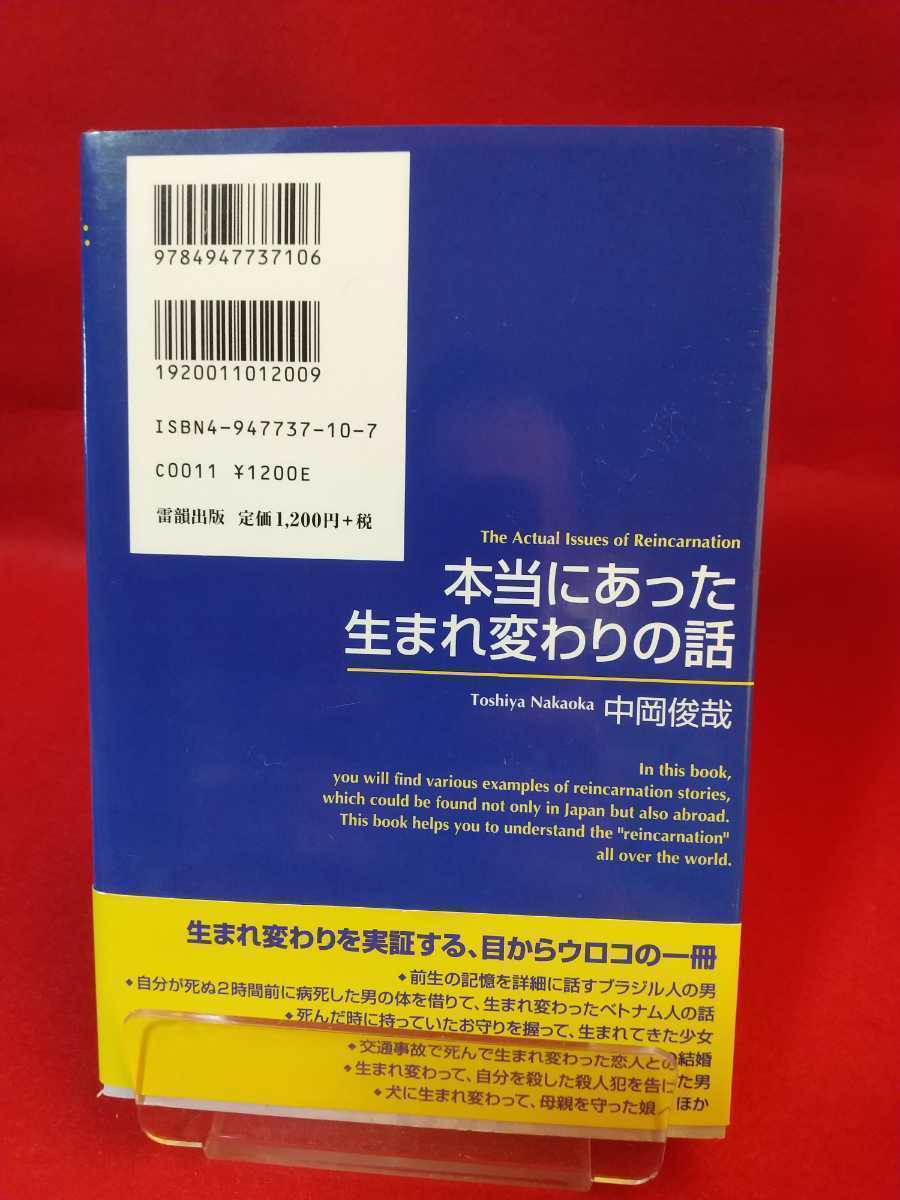 9784947737106
1920011012009
ISBN4-947737-10-7
C0011 ¥1200E
雷韻出版 定価1,200円+税
The Actual Issues of Reincarnation
本当にあった
生まれ変わりの話
Toshiya Nakaoka 中岡俊哉
In this book,
you will find various examples of reincarnation stories,
which could be found not only in Japan but also abroad.
This book helps you to understand the "reincarnation"
all over the world.
生まれ変わりを実証する、目からウロコの一冊
◆前生の記憶を詳細に話すブラジル人の男
◆自分が死ぬ2時間前に病死した男の体を借りて、生まれ変わったベトナム人の話
◆死んだ時に持っていたお守りを握って、生まれてきた少女
◆交通事故で死んで生まれ変わった恋人との結婚
◆生まれ変わって、自分を殺した殺人犯を告げた男
◆犬に生まれ変わって、母親を守った娘 ほか